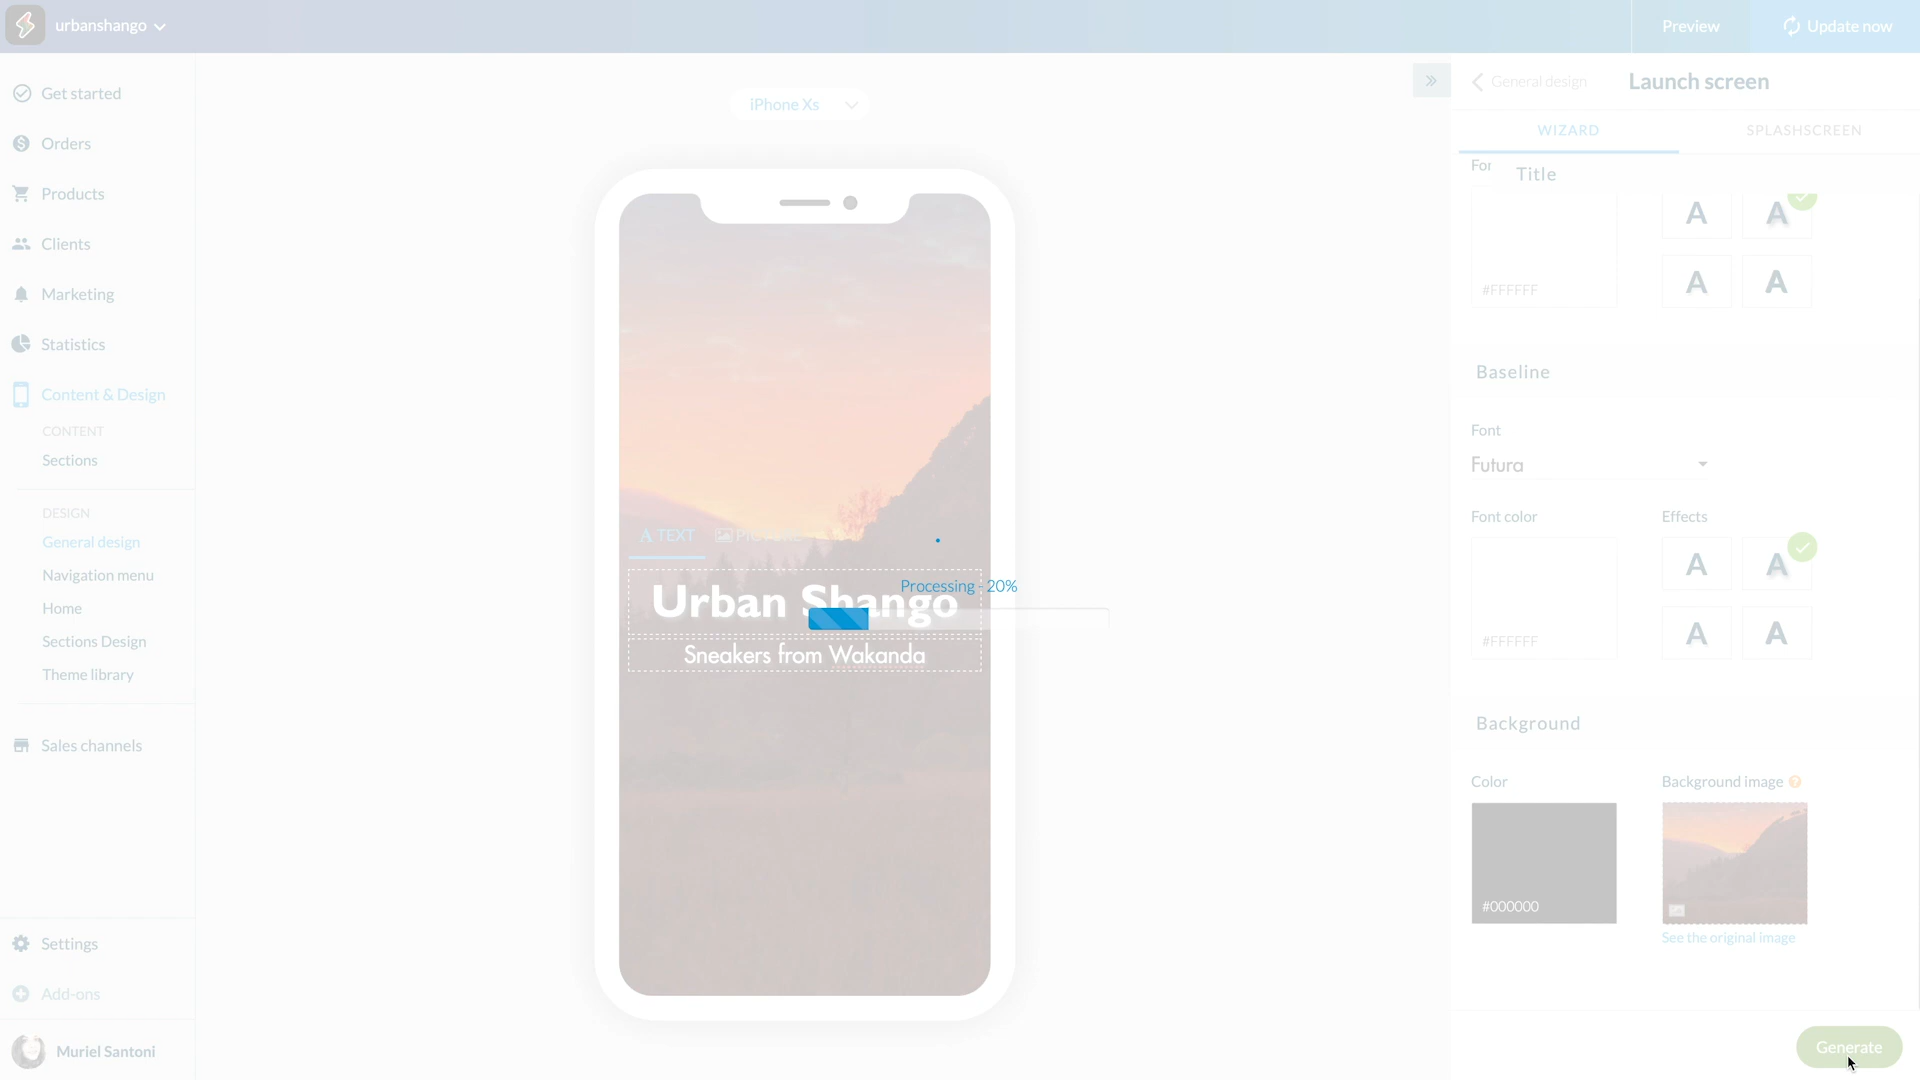 urbanshango
Preview
Update now
Get started
Orders
Products
Clients
Marketing
Statistics
Content & Design
CONTENT
Sections
DESIGN
General design
Navigation menu
Home
Sections Design
Theme library
Sales channels
Settings
Add-ons
Muriel Santoni
iPhone Xs
A TEXT
Processing - 20%
Urban Shango
Sneakers from Wakanda
General design
Launch screen
WIZARD
SPLASHSCREEN
Title
#FFFFFF
A A
A A
Baseline
Font
Futura
Font color
Effects
#FFFFFF
A A
A A
Background
Color
Background image ?
#000000
See the original image
Generate